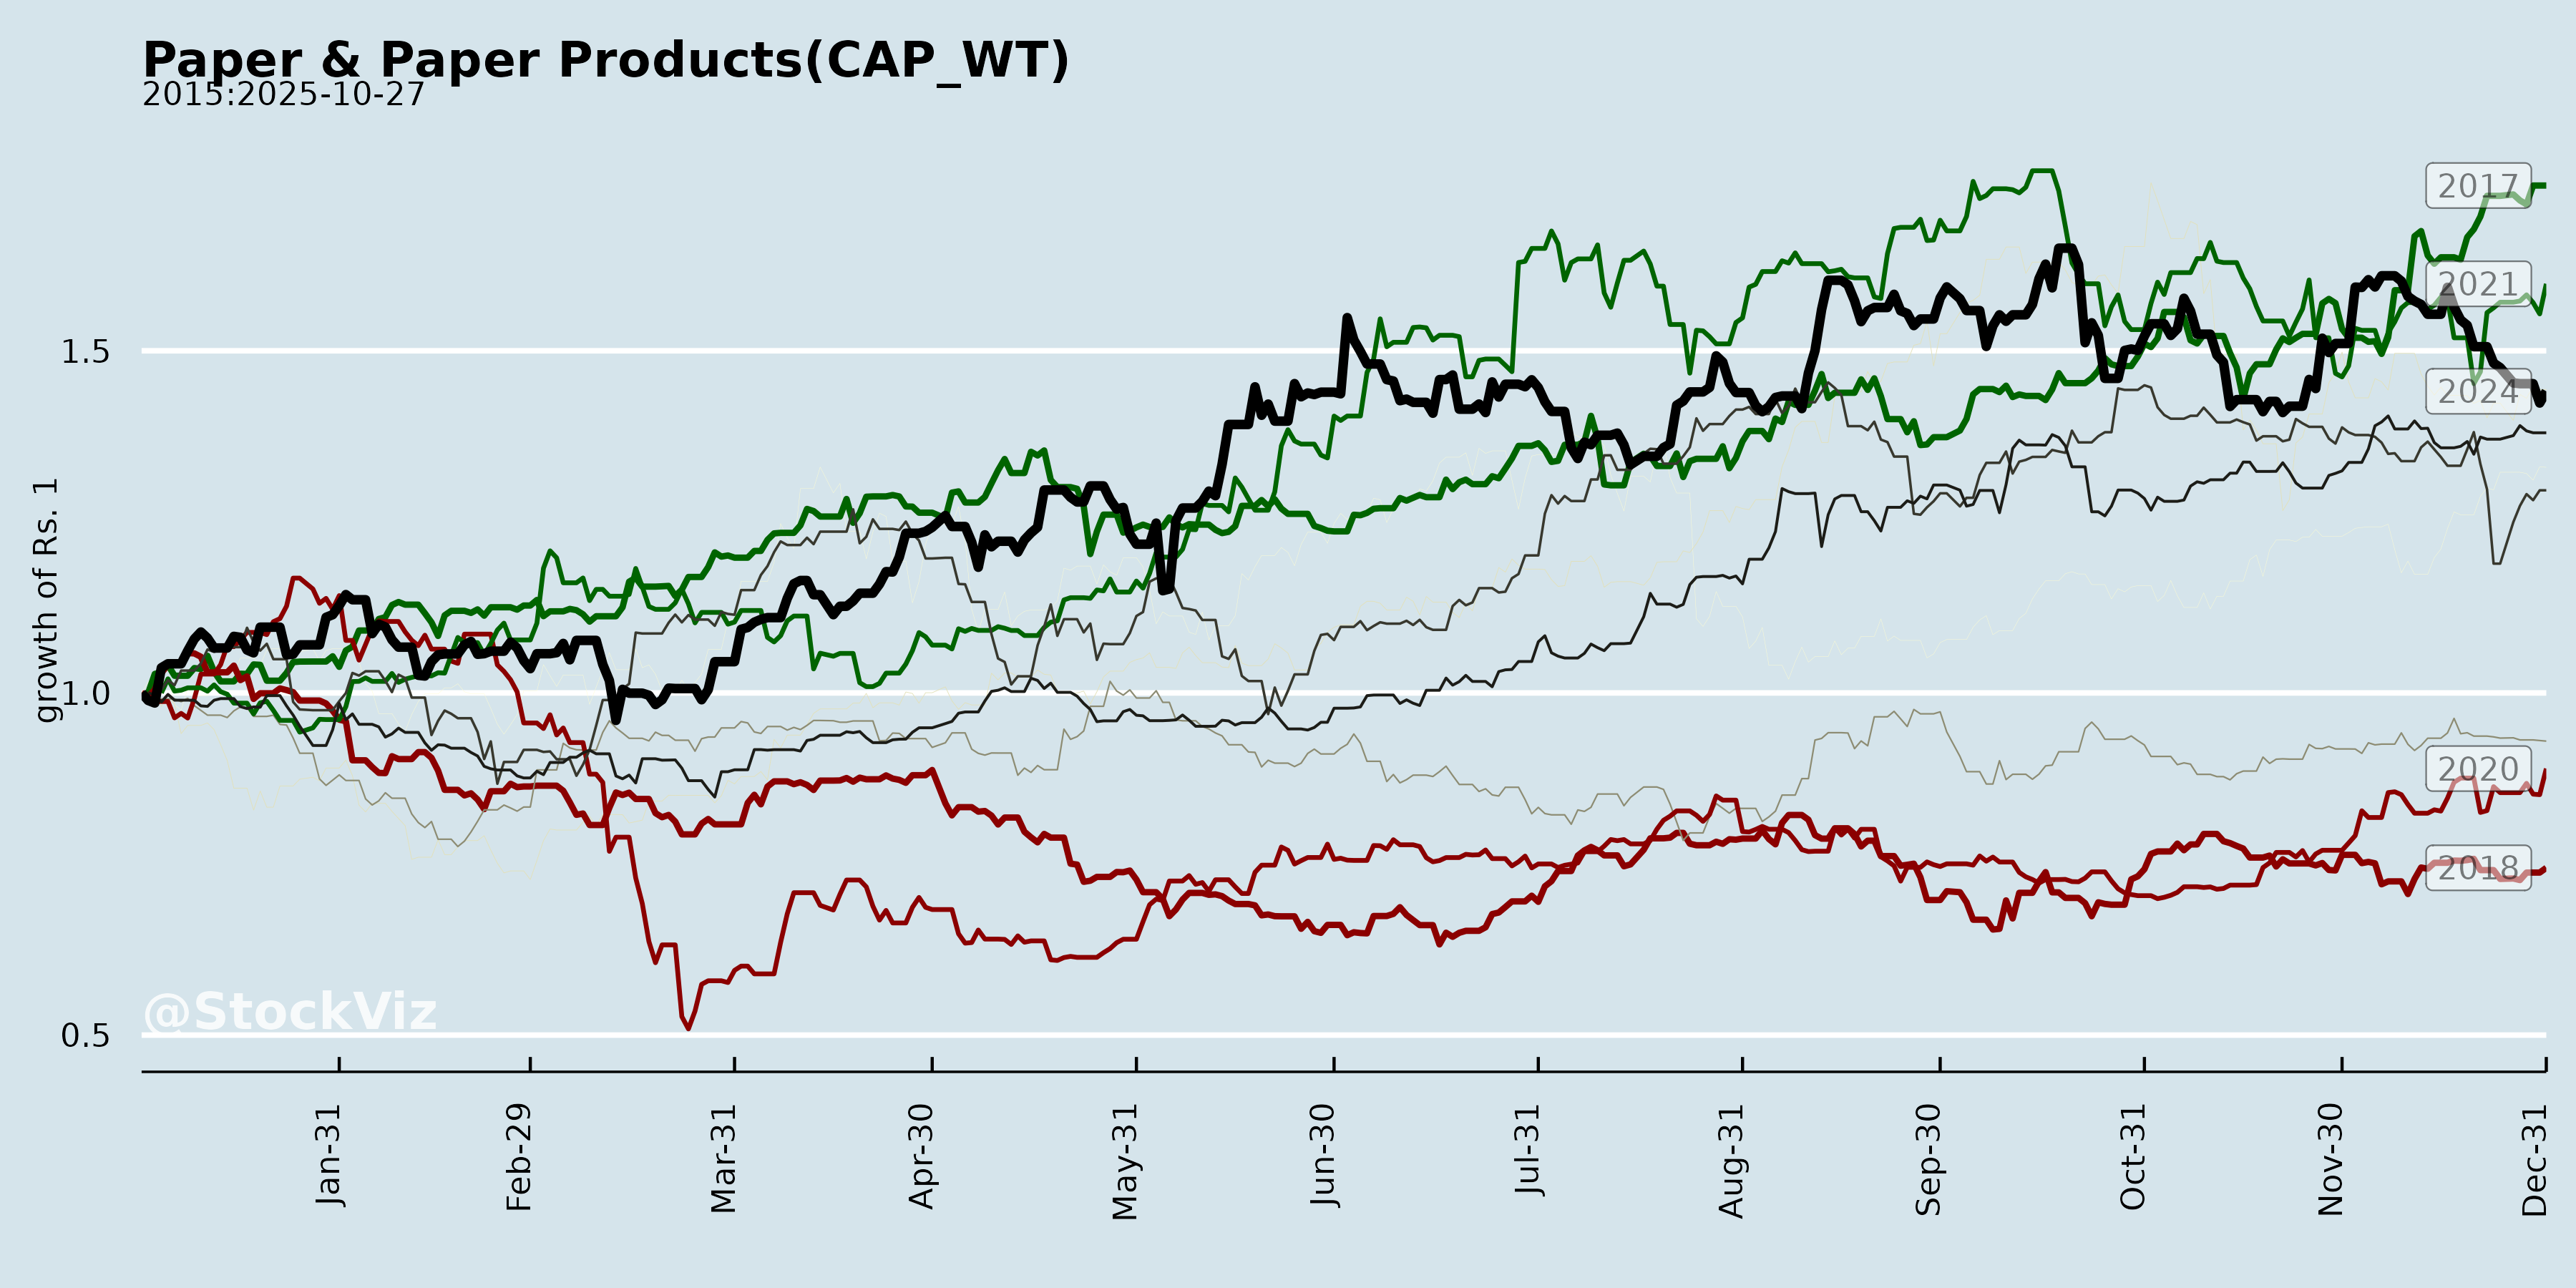 Paper & Paper Products(CAP_WT)
2015:2025-10-27
growth of Rs. 1
1.5
1.0
0.5
2017
2021
2024
2020
2018
@StockViz
Jan-31
Feb-29
Mar-31
Apr-30
May-31
Jun-30
Jul-31
Aug-31
Sep-30
Oct-31
Nov-30
Dec-31